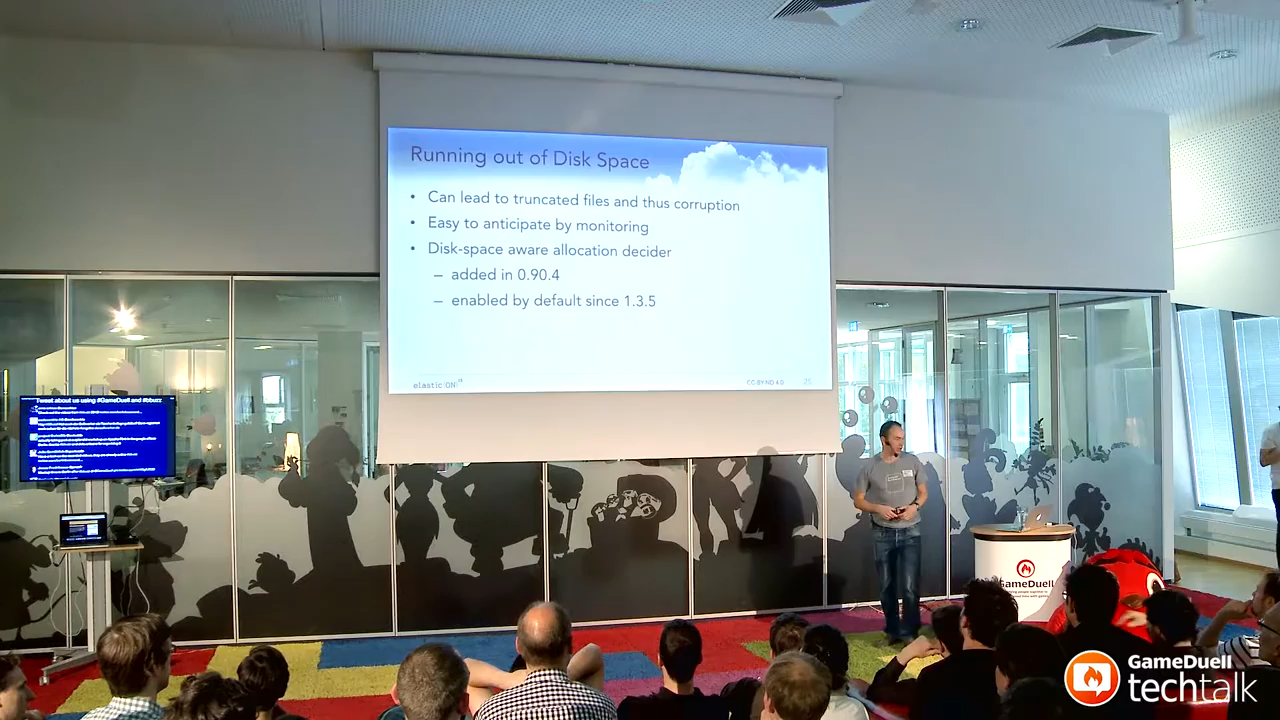 Running out of Disk Space
• Can lead to truncated files and thus corruption
• Easy to anticipate by monitoring
• Disk-space aware allocation decider
– added in 0.90.4
– enabled by default since 1.3.5
elastic ON
CC-BY-ND 4.0
Tweet about us using #GameDuell and #bbuzz
GameDuell
GameDuell
techtalk